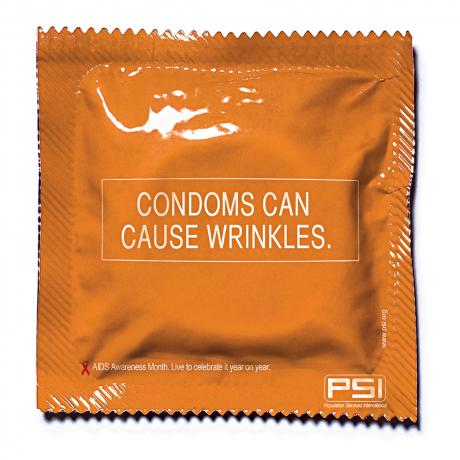 CONDOMS CAN
CAUSE WRINKLES.
www.psi.org
AIDS Awareness Month. Live to celebrate it year on year.
PSI
Population Services International